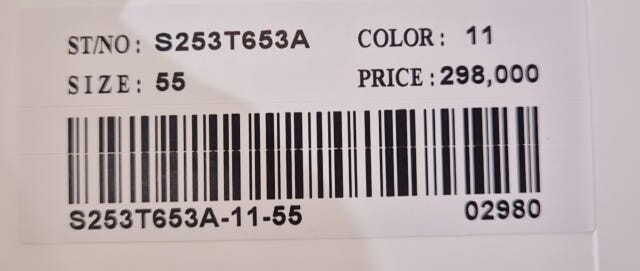 ST/NO: S253T653A COLOR: 11
SIZE: 55 PRICE: 298,000
S253T653A-11-55 02980